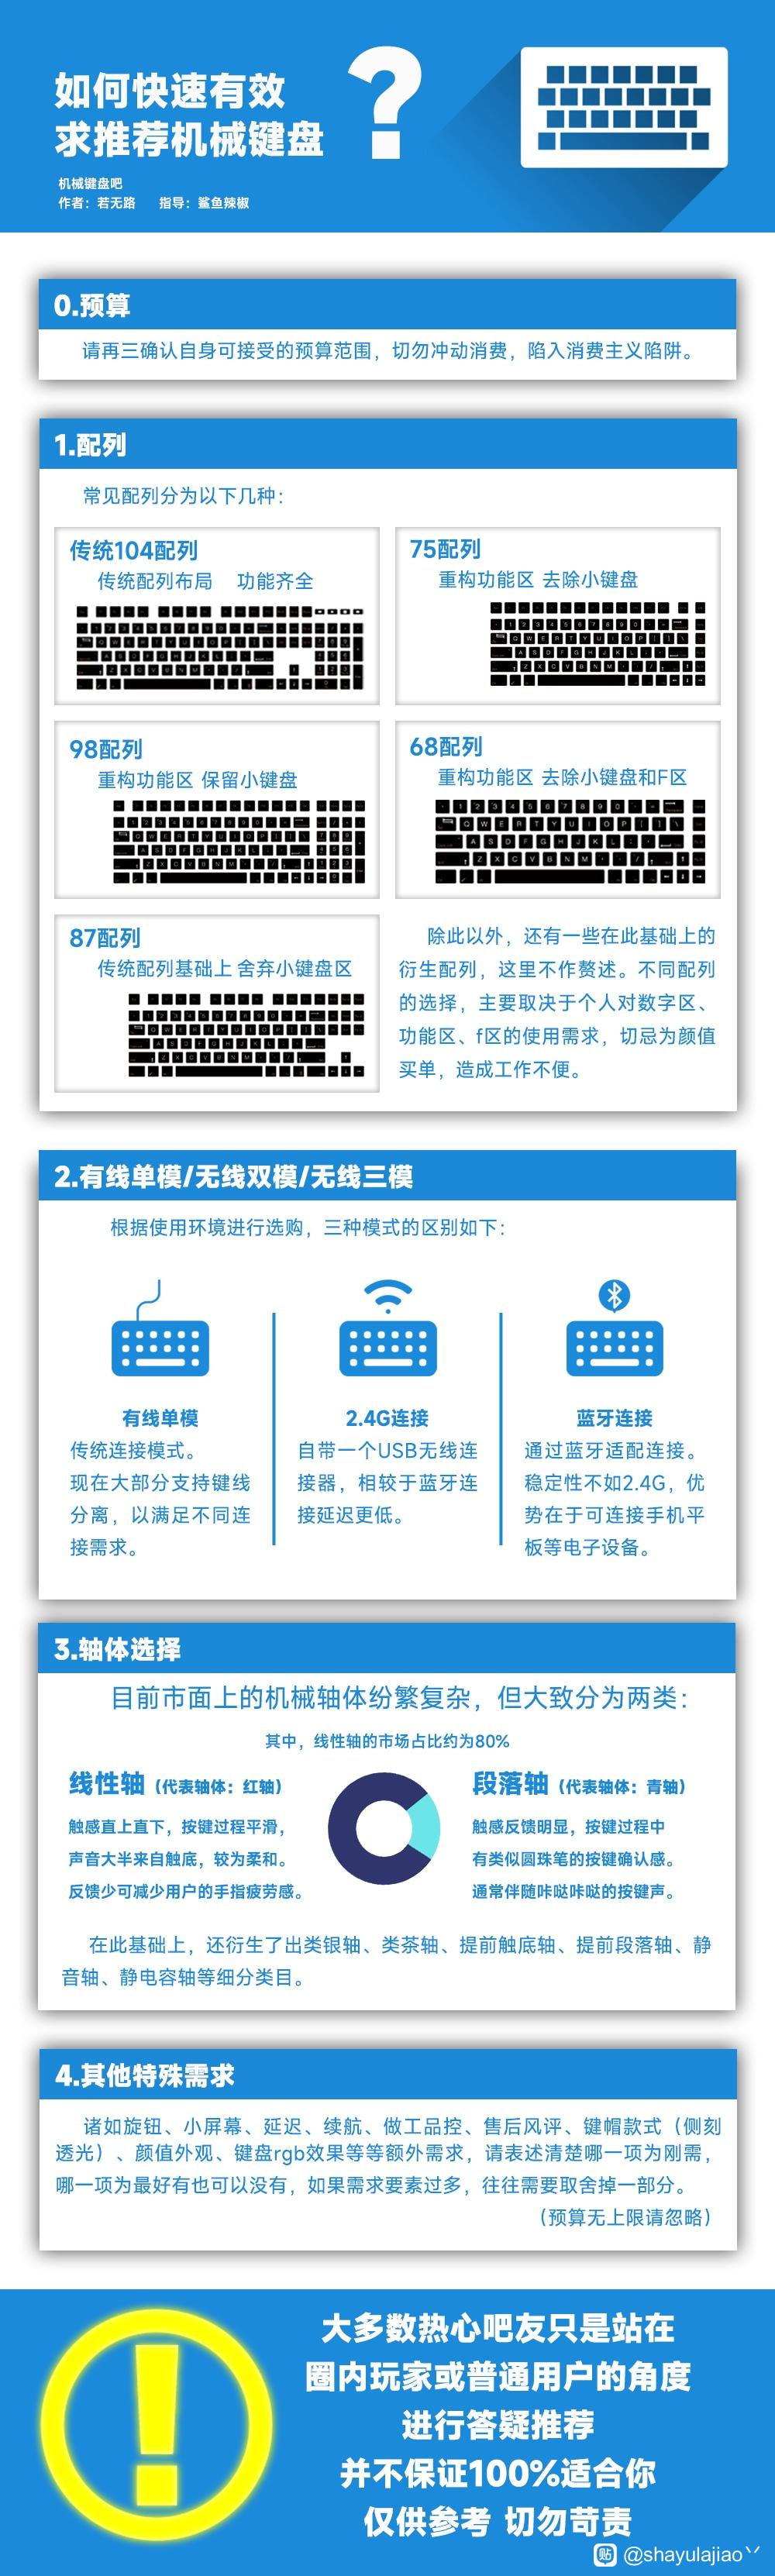 如何快速有效
求推荐机械键盘
?
机械键盘吧
作者：若无路 指导：鲨鱼辣椒
0.预算
请再三确认自身可接受的预算范围，切勿冲动消费，陷入消费主义陷阱。
1.配列
常见配列分为以下几种：
传统104配列
传统配列布局 功能齐全
75配列
重构功能区 去除小键盘
98配列
重构功能区 保留小键盘
68配列
重构功能区 去除小键盘和F区
87配列
传统配列基础上 舍弃小键盘区
除此以外，还有一些在此基础上的
衍生配列，这里不作赘述。不同配列
的选择，主要取决于个人对数字区、
功能区、f区的使用需求，切忌为颜值
买单，造成工作不便。
2.有线单模/无线双模/无线三模
根据使用环境进行选购，三种模式的区别如下：
有线单模
传统连接模式。
现在大部分支持键线
分离，以满足不同连
接需求。
2.4G连接
自带一个USB无线连
接器，相较于蓝牙连
接延迟更低。
蓝牙连接
通过蓝牙适配连接。
稳定性不如2.4G，优
势在于可连接手机平
板等电子设备。
3.轴体选择
目前市面上的机械轴体纷繁复杂，但大致分为两类：
其中，线性轴的市场占比约为80%
线性轴（代表轴体：红轴）
触感直上直下，按键过程平滑，
声音大半来自触底，较为柔和。
反馈少可减少用户的手指疲劳感。
段落轴（代表轴体：青轴）
触感反馈明显，按键过程中
有类似圆珠笔的按键确认感。
通常伴随咔哒咔哒的按键声。
在此基础上，还衍生了出类银轴、类茶轴、提前触底轴、提前段落轴、静
音轴、静电容轴等细分类目。
4.其他特殊需求
诸如旋钮、小屏幕、延迟、续航、做工品控、售后风评、键帽款式（侧刻
透光）、颜值外观、键盘rgb效果等等额外需求，请表述清楚哪一项为刚需，
哪一项为最好有也可以没有，如果需求要素过多，往往需要取舍掉一部分。
（预算无上限请忽略）
!
大多数热心吧友只是站在
圈内玩家或普通用户的角度
进行答疑推荐
并不保证100%适合你
仅供参考 切勿苛责
贴 @shayulajiao丷